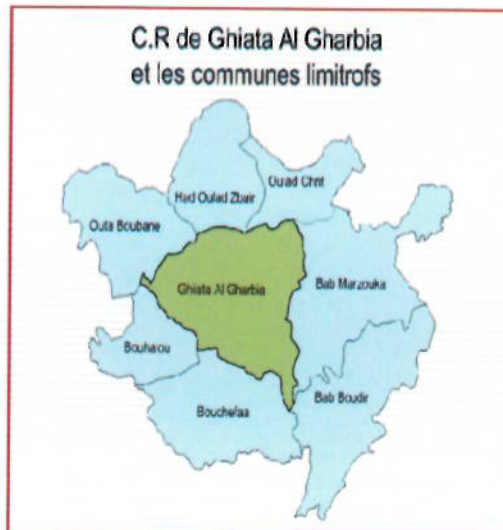 C.R de Ghiata Al Gharbia
et les communes limitrofs
Oulad Chrif
Had Oulad Zbair
Outa Boubane
Ghiata Al Gharbia
Bab Marzouka
Bouhalou
Bab Boudir
Bouchefaa